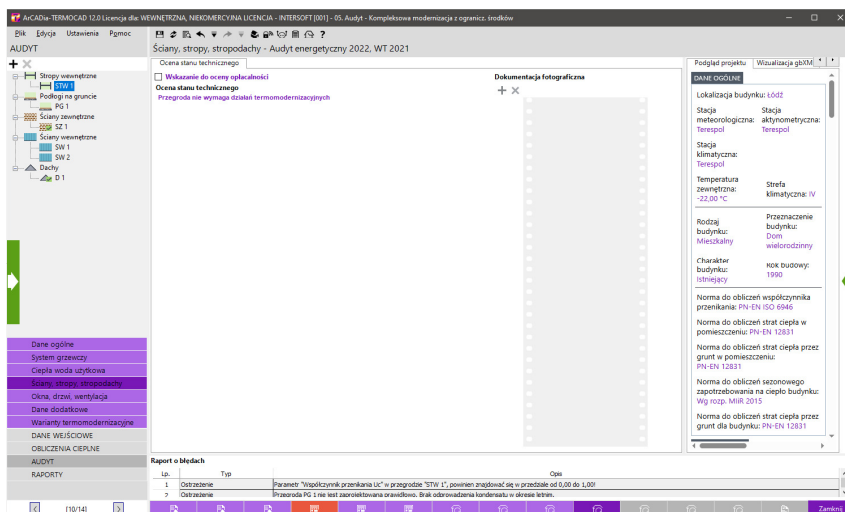 ArCADia-TERMOCAD 12.0 Licencja dla: WEWNĘTRZNA, NIEKOMERCYJNA LICENCJA - INTERSOFT [001] - 05. Audyt - Kompleksowa modernizacja z ogranicz. środków
Plik Edycja Ustawienia Pomoc
AUDYT
Ściany, stropy, stropodachy - Audyt energetyczny 2022, WT 2021
Stropy wewnętrzne
STW 1
Podłogi na gruncie
PG 1
Ściany zewnętrzne
SZ 1
Ściany wewnętrzne
SW 1
SW 2
Dachy
D 1
Dane ogólne
System grzewczy
Ciepła woda użytkowa
Ściany, stropy, stropodachy
Okna, drzwi, wentylacja
Dane dodatkowe
Warianty termomodernizacyjne
DANE WEJŚCIOWE
OBLICZENIA CIEPLNE
AUDYT
RAPORTY
[10/14]
Ocena stanu technicznego
Wskazanie do oceny opłacalności
Ocena stanu technicznego
Przegroda nie wymaga działań termomodernizacyjnych
Dokumentacja fotograficzna
Podgląd projektu Wizualizacja gbXM
DANE OGÓLNE
Lokalizacja budynku: Łódź
Stacja meteorologiczna: Terespol
Stacja aktynometryczna: Terespol
Stacja klimatyczna: Terespol
Temperatura zewnętrzna: -22,00 °C
Strefa klimatyczna: IV
Rodzaj budynku: Mieszkalny
Przeznaczenie budynku: Dom wielorodzinny
Charakter budynku: Istniejący
Rok budowy: 1990
Norma do obliczeń współczynnika
przenikania: PN-EN ISO 6946
Norma do obliczeń strat ciepła w
pomieszczeniu: PN-EN 12831
Norma do obliczeń strat ciepła przez
grunt w pomieszczeniu:
PN-EN 12831
Norma do obliczeń sezonowego
zapotrzebowania na ciepło budynku:
Wg rozp. MIiR 2015
Norma do obliczeń strat ciepła przez
grunt dla budynku: PN-EN 12831
Raport o błędach
Lp. Typ Opis
1 Ostrzeżenie Parametr "Współczynnik przenikania Uc" w przegrodzie "STW 1", powinien znajdować się w przedziale od 0,00 do 1,00!
2 Ostrzeżenie Przegroda PG 1 nie jest zaprojektowana prawidłowo. Brak odprowadzenia kondensatu w okresie letnim.
Zamknij